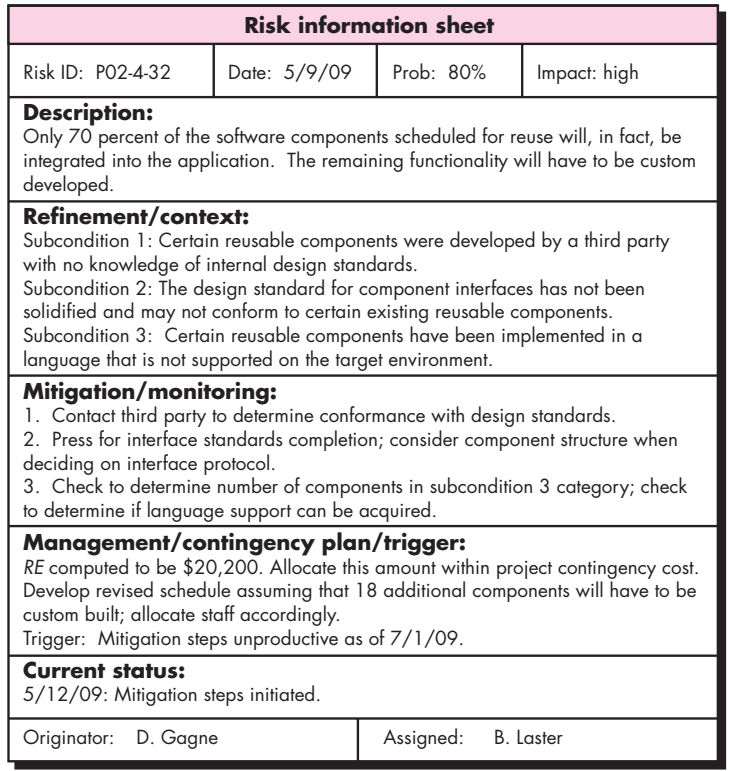 Risk information sheet
Risk ID: P02-4-32 Date: 5/9/09 Prob: 80% Impact: high
Description:
Only 70 percent of the software components scheduled for reuse will, in fact, be
integrated into the application. The remaining functionality will have to be custom
developed.
Refinement/context:
Subcondition 1: Certain reusable components were developed by a third party
with no knowledge of internal design standards.
Subcondition 2: The design standard for component interfaces has not been
solidified and may not conform to certain existing reusable components.
Subcondition 3: Certain reusable components have been implemented in a
language that is not supported on the target environment.
Mitigation/monitoring:
1. Contact third party to determine conformance with design standards.
2. Press for interface standards completion; consider component structure when
deciding on interface protocol.
3. Check to determine number of components in subcondition 3 category; check
to determine if language support can be acquired.
Management/contingency plan/trigger:
RE computed to be $20,200. Allocate this amount within project contingency cost.
Develop revised schedule assuming that 18 additional components will have to be
custom built; allocate staff accordingly.
Trigger: Mitigation steps unproductive as of 7/1/09.
Current status:
5/12/09: Mitigation steps initiated.
Originator: D. Gagne Assigned: B. Laster